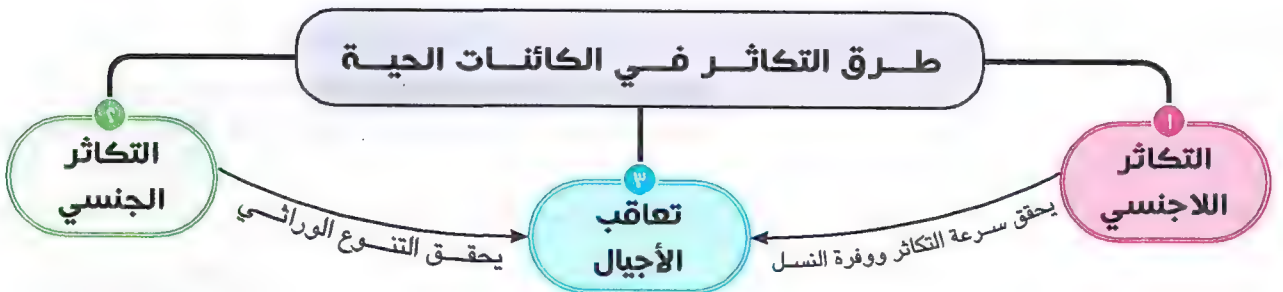 طرق التكاثر في الكائنات الحية
١
التكاثر
اللاجنسي
٢
التكاثر
الجنسي
٣
تعاقب
الأجيال
يحقق سرعة التكاثر ووفرة النسل
يحقق التنوع الوراثي